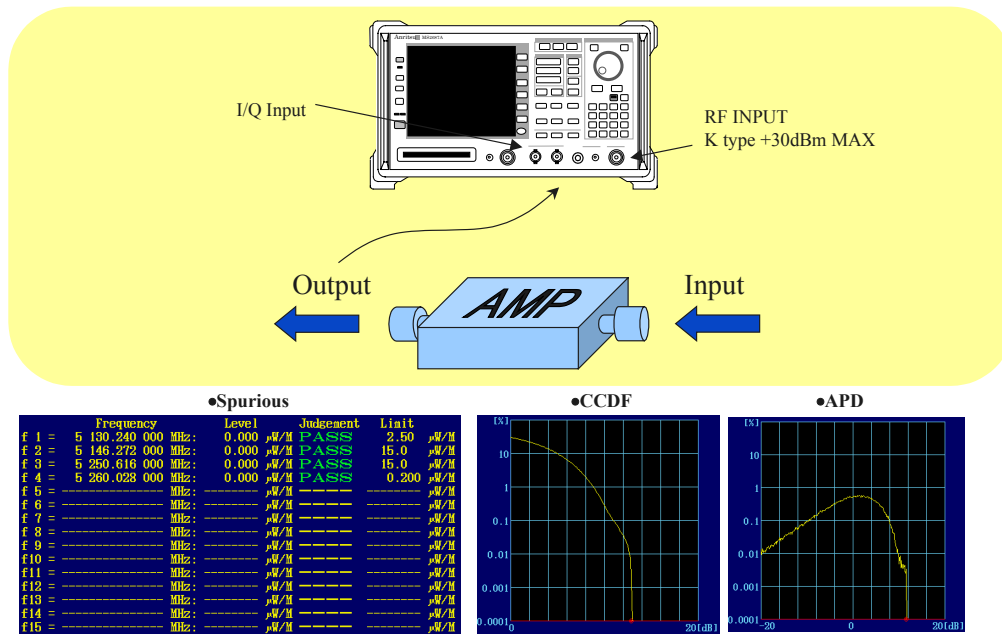 Anritsu MS2687A
I/Q Input
RF INPUT
K type +30dBm MAX
Output
AMP
Input
●Spurious
Frequency Level Judgement Limit
f 1 = 5 130.240 000 MHz: 0.000 μW/M PASS 2.50 μW/M
f 2 = 5 146.272 000 MHz: 0.000 μW/M PASS 15.0 μW/M
f 3 = 5 250.616 000 MHz: 0.000 μW/M PASS 15.0 μW/M
f 4 = 5 260.028 000 MHz: 0.000 μW/M PASS 0.200 μW/M
f 5 = ------------- MHz: -------- μW/M ---- ------- μW/M
f 6 = ------------- MHz: -------- μW/M ---- ------- μW/M
f 7 = ------------- MHz: -------- μW/M ---- ------- μW/M
f 8 = ------------- MHz: -------- μW/M ---- ------- μW/M
f 9 = ------------- MHz: -------- μW/M ---- ------- μW/M
f10 = ------------- MHz: -------- μW/M ---- ------- μW/M
f11 = ------------- MHz: -------- μW/M ---- ------- μW/M
f12 = ------------- MHz: -------- μW/M ---- ------- μW/M
f13 = ------------- MHz: -------- μW/M ---- ------- μW/M
f14 = ------------- MHz: -------- μW/M ---- ------- μW/M
f15 = ------------- MHz: -------- μW/M ---- ------- μW/M
●CCDF
[%]
10
1
0.1
0.01
0.001
0.0001
0 20[dB]
●APD
[%]
10
1
0.1
0.01
0.001
0.0001
-20 0 20[dB]